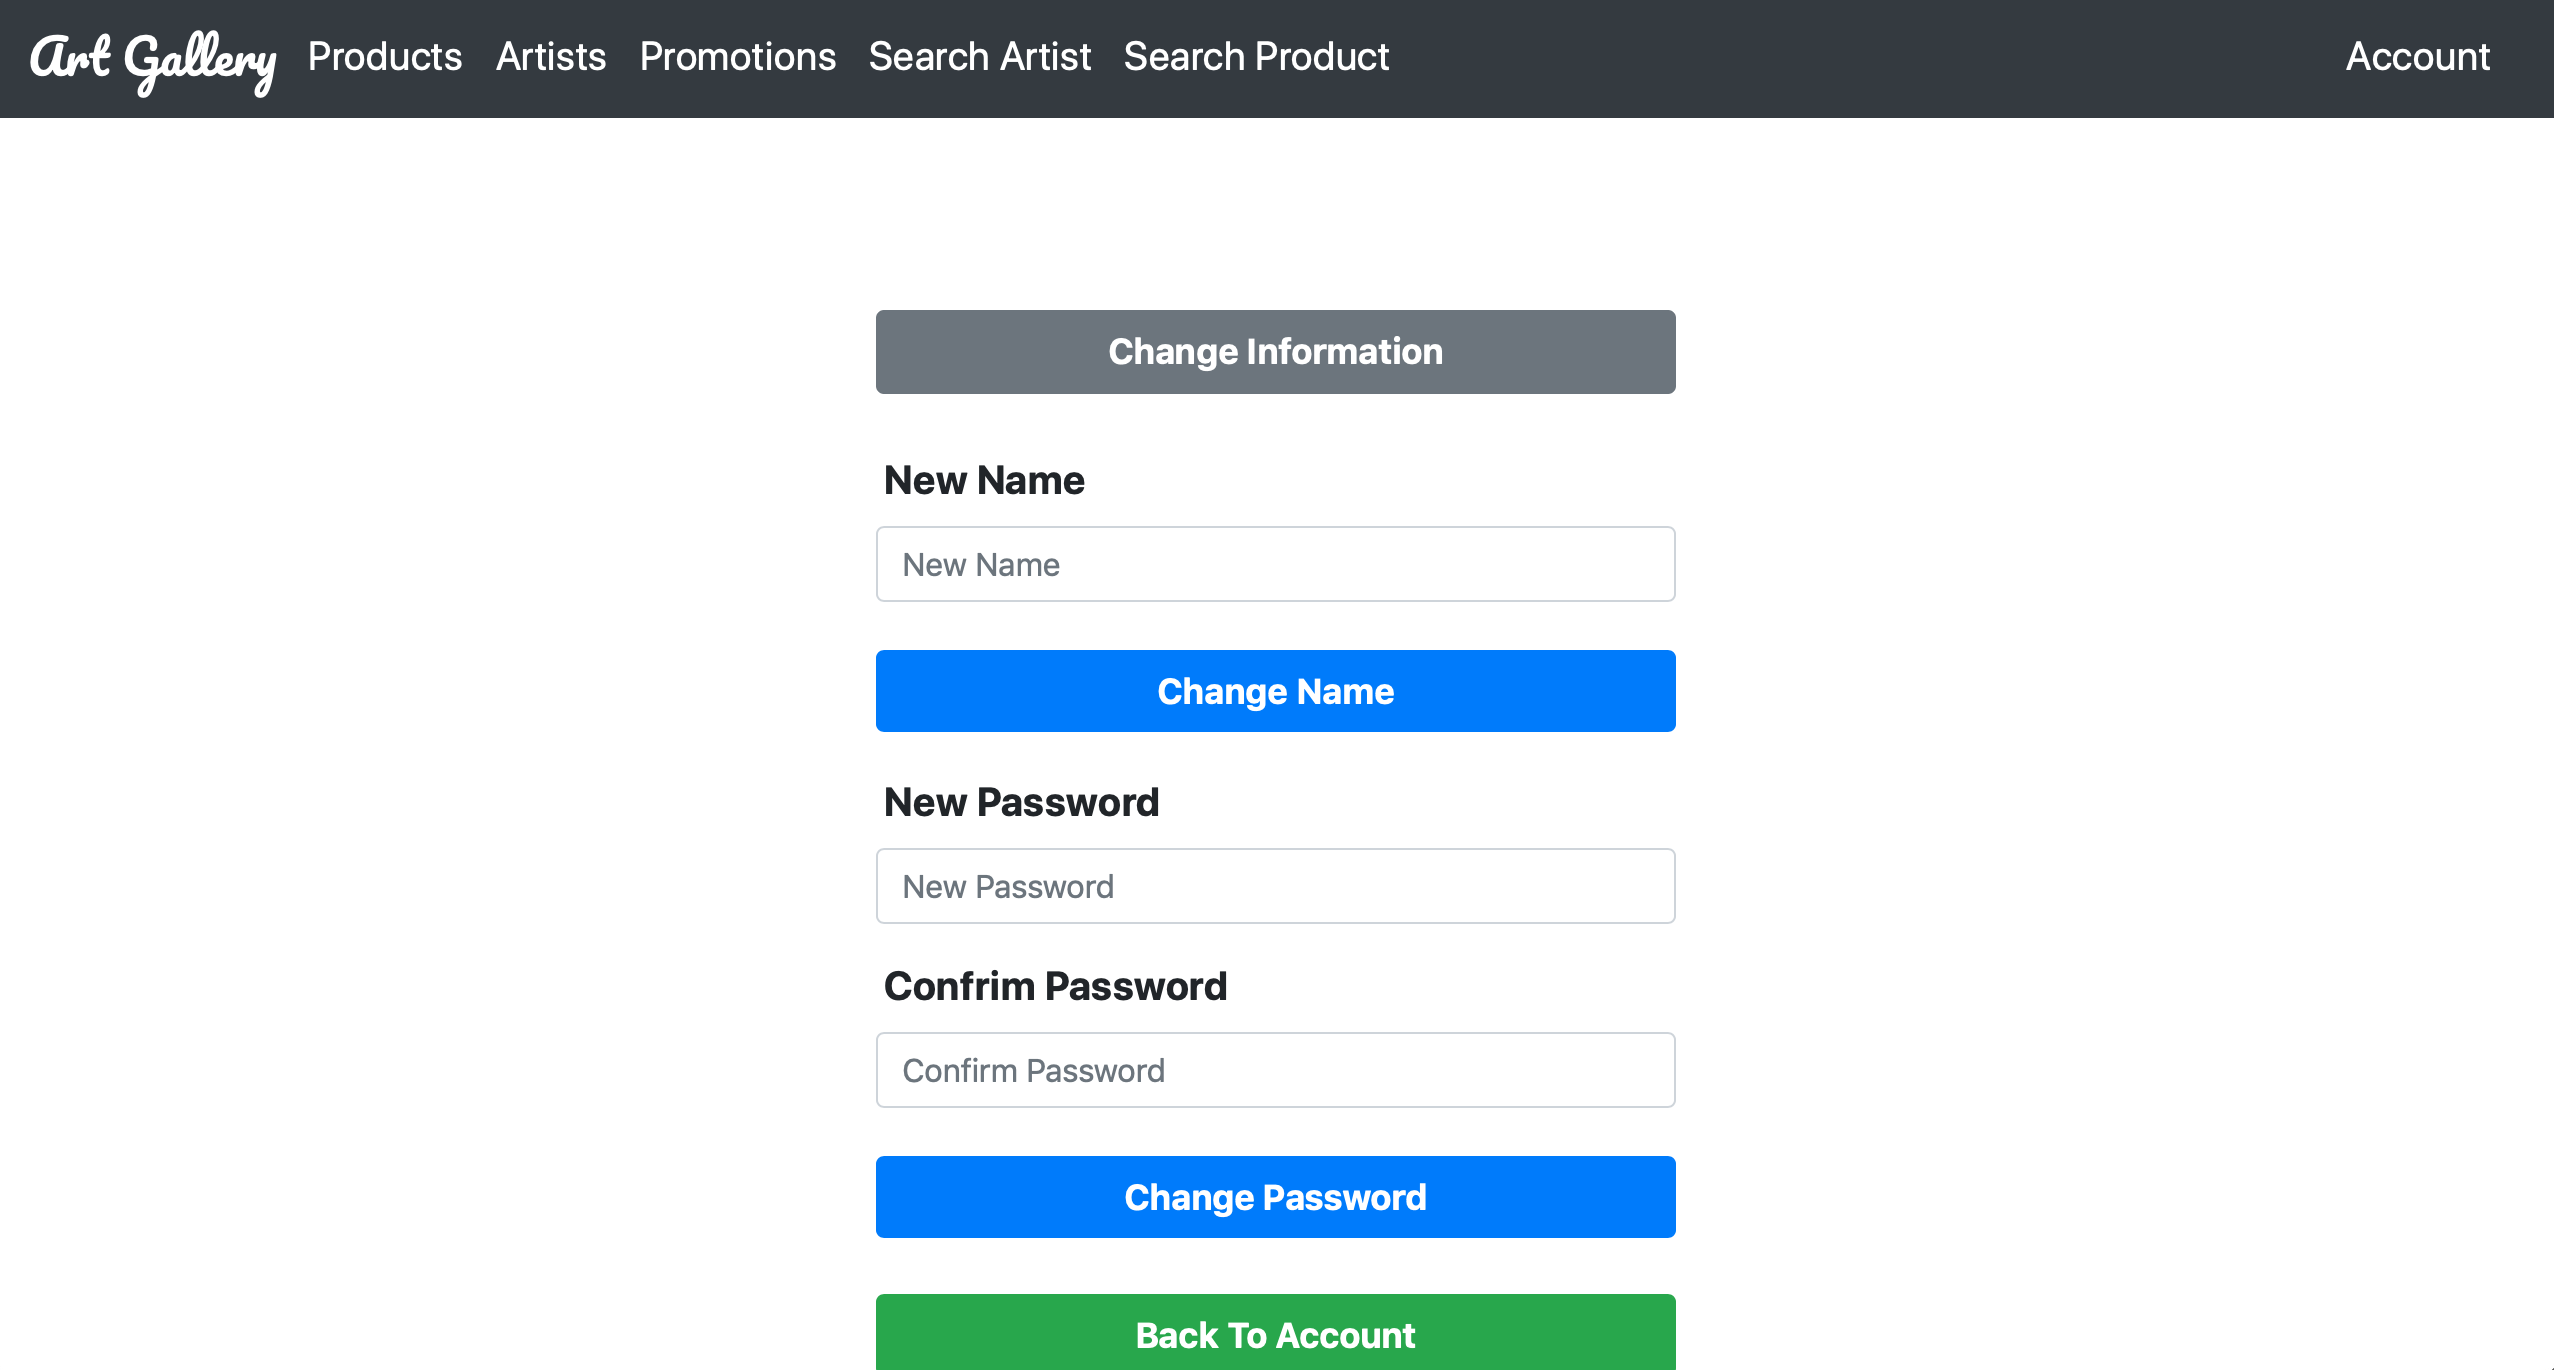 Art Gallery Products Artists Promotions Search Artist Search Product Account
Change Information
New Name
New Name
Change Name
New Password
New Password
Confrim Password
Confirm Password
Change Password
Back To Account